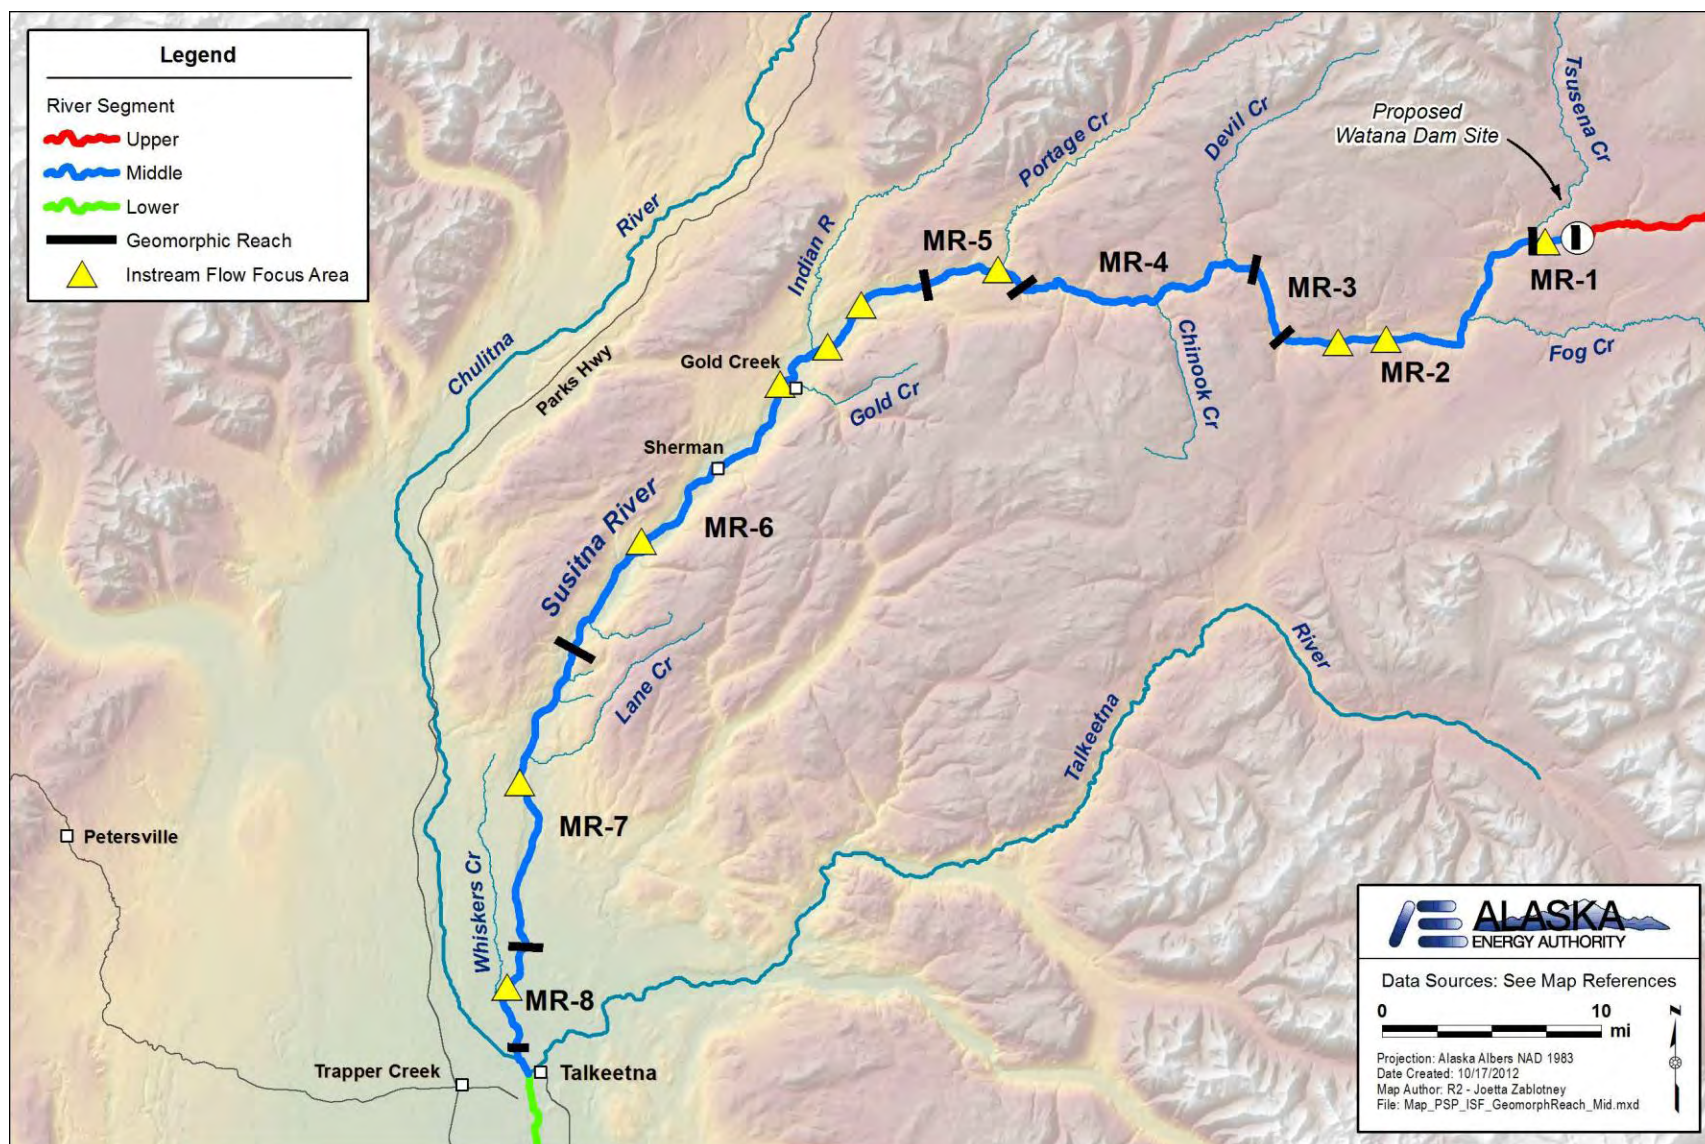 Legend
River Segment
Upper
Middle
Lower
Geomorphic Reach
Instream Flow Focus Area
Tsusena Cr
Proposed
Watana Dam Site
Devil Cr
Portage Cr
River
Indian R
MR-5
MR-4
MR-3
MR-1
Chulitna
Parks Hwy
Gold Creek
Gold Cr
Chinook Cr
MR-2
Fog Cr
Sherman
Susitna River
MR-6
River
Lane Cr
Talkeetna
Petersville
MR-7
Whiskers Cr
MR-8
Trapper Creek
Talkeetna
ALASKA
ENERGY AUTHORITY
Data Sources: See Map References
0 10
mi
N
Projection: Alaska Albers NAD 1983
Date Created: 10/17/2012
Map Author: R2 - Joetta Zablotney
File: Map_PSP_ISF_GeomorphReach_Mid.mxd